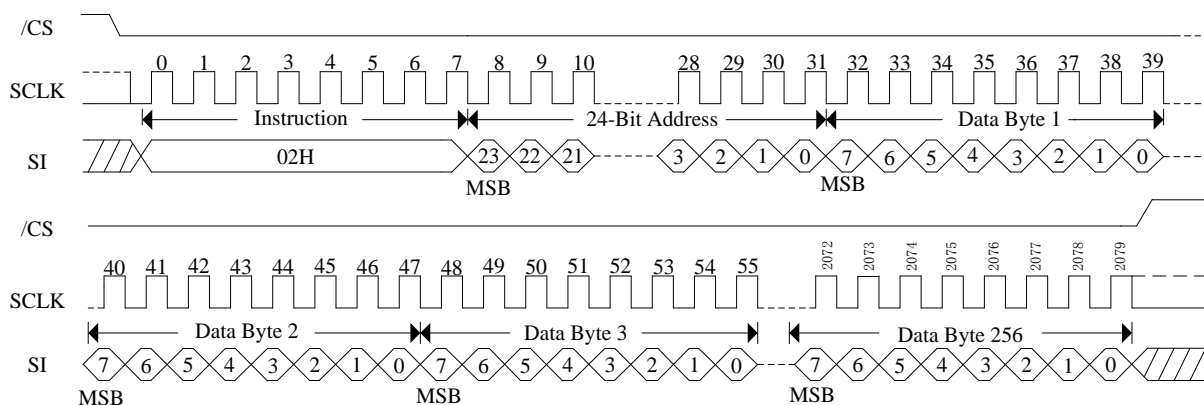 /CS
0 1 2 3 4 5 6 7 8 9 10 28 29 30 31 32 33 34 35 36 37 38 39
SCLK
Instruction 24-Bit Address Data Byte 1
SI 02H 23 22 21 3 2 1 0 7 6 5 4 3 2 1 0
MSB MSB
/CS
40 41 42 43 44 45 46 47 48 49 50 51 52 53 54 55 2072 2073 2074 2075 2076 2077 2078 2079
SCLK
Data Byte 2 Data Byte 3 Data Byte 256
SI 7 6 5 4 3 2 1 0 7 6 5 4 3 2 1 0 7 6 5 4 3 2 1 0
MSB MSB MSB